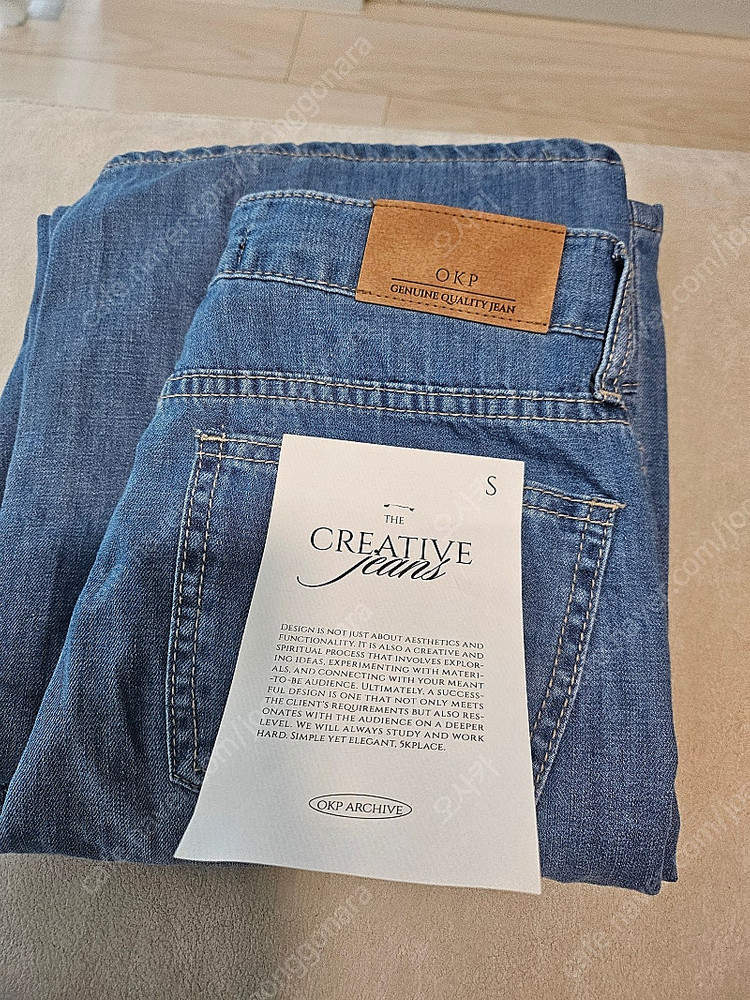 OKP
GENUINE QUALITY JEAN
S
THE
CREATIVE
jeans
DESIGN IS NOT JUST ABOUT AESTHETICS AND
FUNCTIONALITY. IT IS ALSO A CREATIVE AND
SPIRITUAL PROCESS THAT INVOLVES EXPLOR-
ING IDEAS, EXPERIMENTING WITH MATERI-
ALS, AND CONNECTING WITH YOUR MEANT
-TO-BE AUDIENCE. ULTIMATELY, A SUCCESS-
FUL DESIGN IS ONE THAT NOT ONLY MEETS
THE CLIENT'S REQUIREMENTS BUT ALSO RES-
ONATES WITH THE AUDIENCE ON A DEEPER
LEVEL. WE WILL ALWAYS STUDY AND WORK
HARD. SIMPLE YET ELEGANT, 5KPLACE.
OKP ARCHIVE